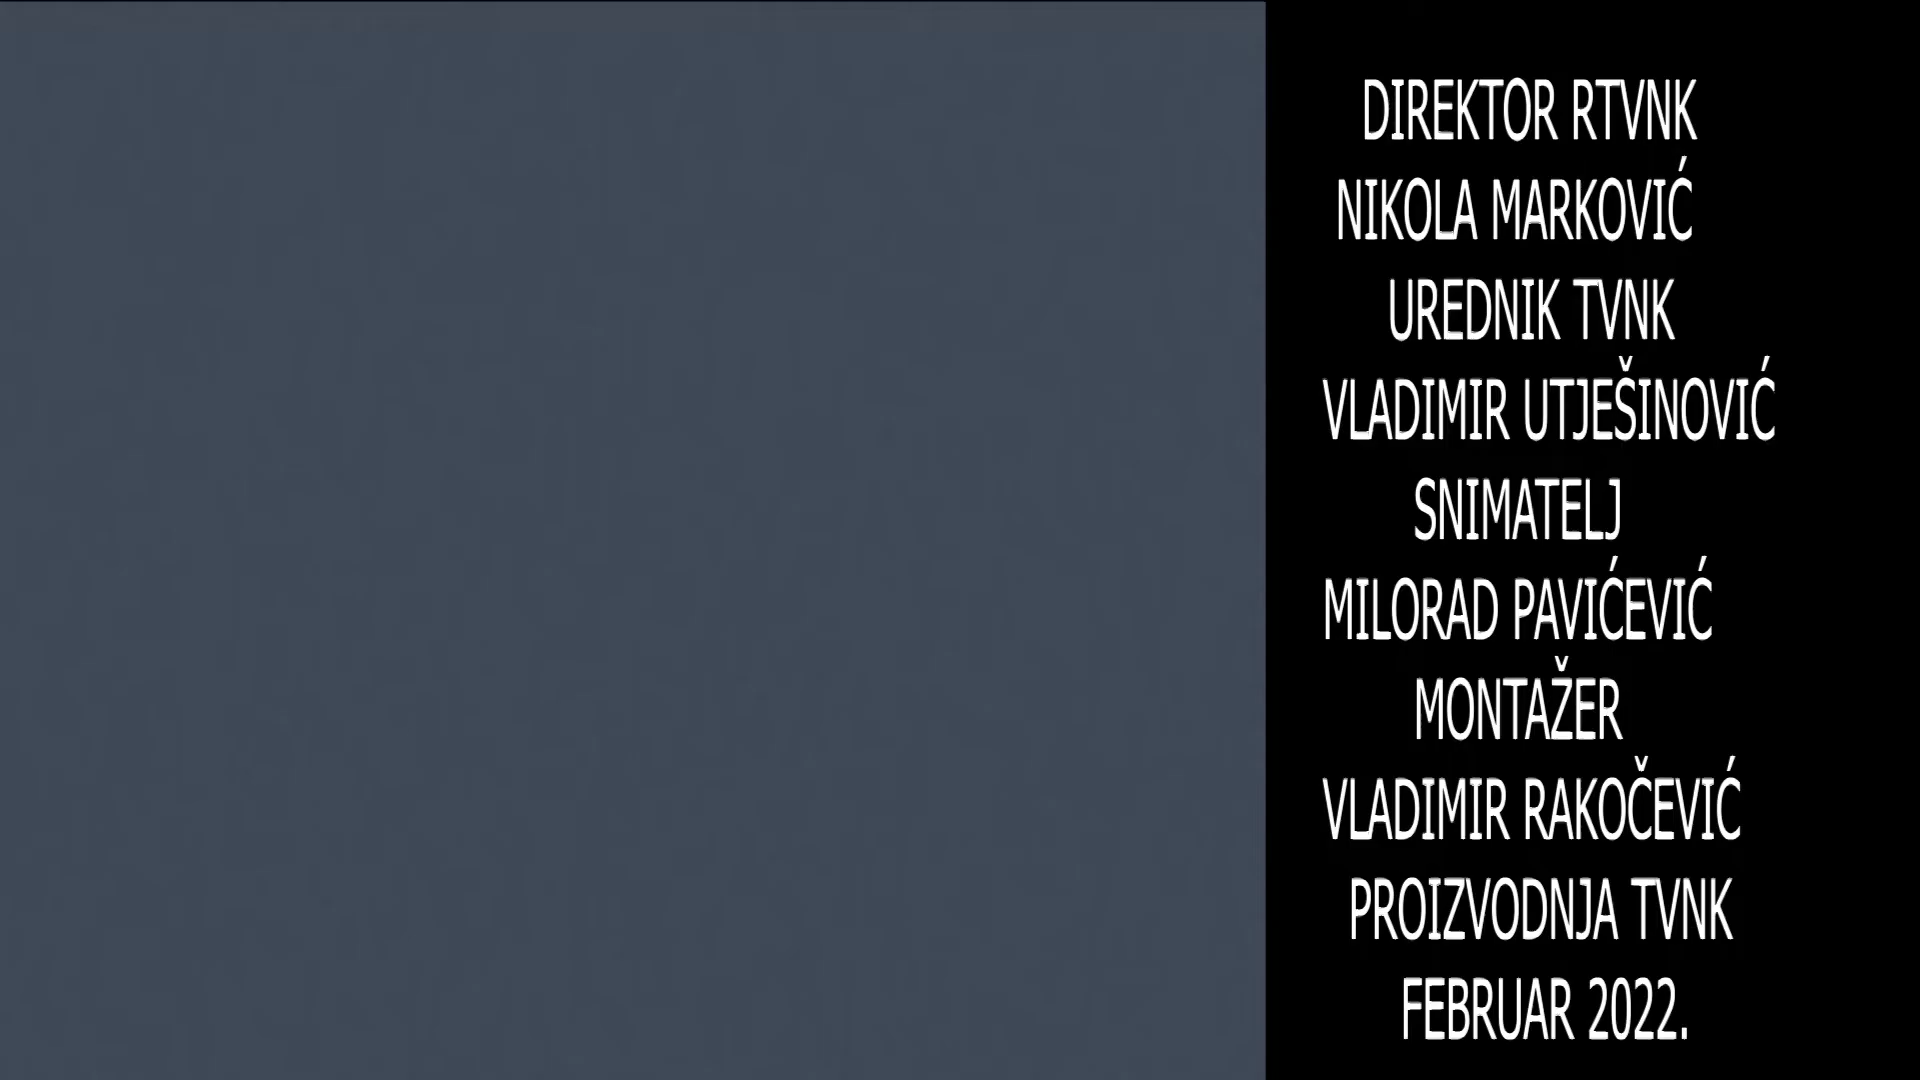 DIREKTOR RTVNK
NIKOLA MARKOVIĆ
UREDNIK TVNK
VLADIMIR UTJEŠINOVIĆ
SNIMATELJ
MILORAD PAVIĆEVIĆ
MONTAŽER
VLADIMIR RAKOČEVIĆ
PROIZVODNJA TVNK
FEBRUAR 2022.